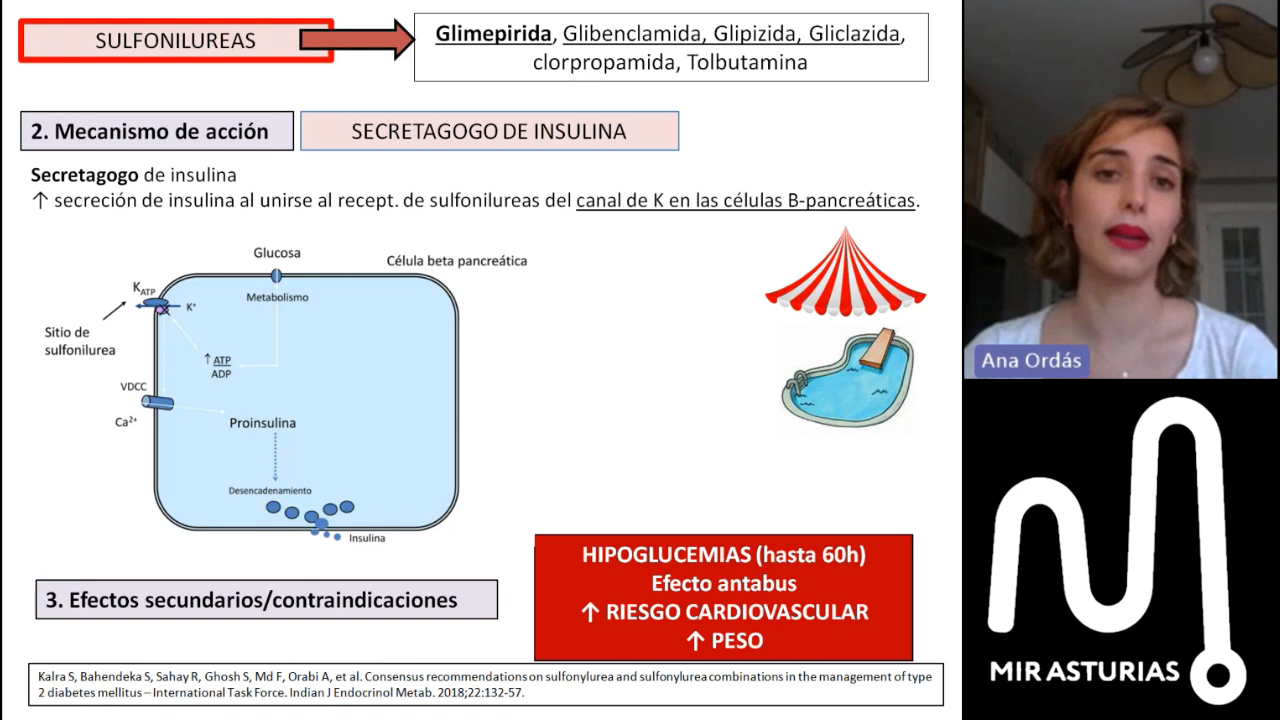 SULFONILUREAS
Glimepirida, Glibenclamida, Glipizida, Gliclazida,
clorpropamida, Tolbutamina
2. Mecanismo de acción
SECRETAGOGO DE INSULINA
Secretagogo de insulina
↑ secreción de insulina al unirse al recept. de sulfonilureas del canal de K en las células B-pancreáticas.
Glucosa
Célula beta pancreática
Metabolismo
KATP
K⁺
Sitio de
sulfonilurea
↑ ATP
ADP
VDCC
Ca²⁺
Proinsulina
Desencadenamiento
Insulina
3. Efectos secundarios/contraindicaciones
HIPOGLUCEMIAS (hasta 60h)
Efecto antabus
↑ RIESGO CARDIOVASCULAR
↑ PESO
Kalra S, Bahendeka S, Sahay R, Ghosh S, Md F, Orabi A, et al. Consensus recommendations on sulfonylurea and sulfonylurea combinations in the management of type
2 diabetes mellitus – International Task Force. Indian J Endocrinol Metab. 2018;22:132-57.
Ana Ordás
MIR ASTURIAS